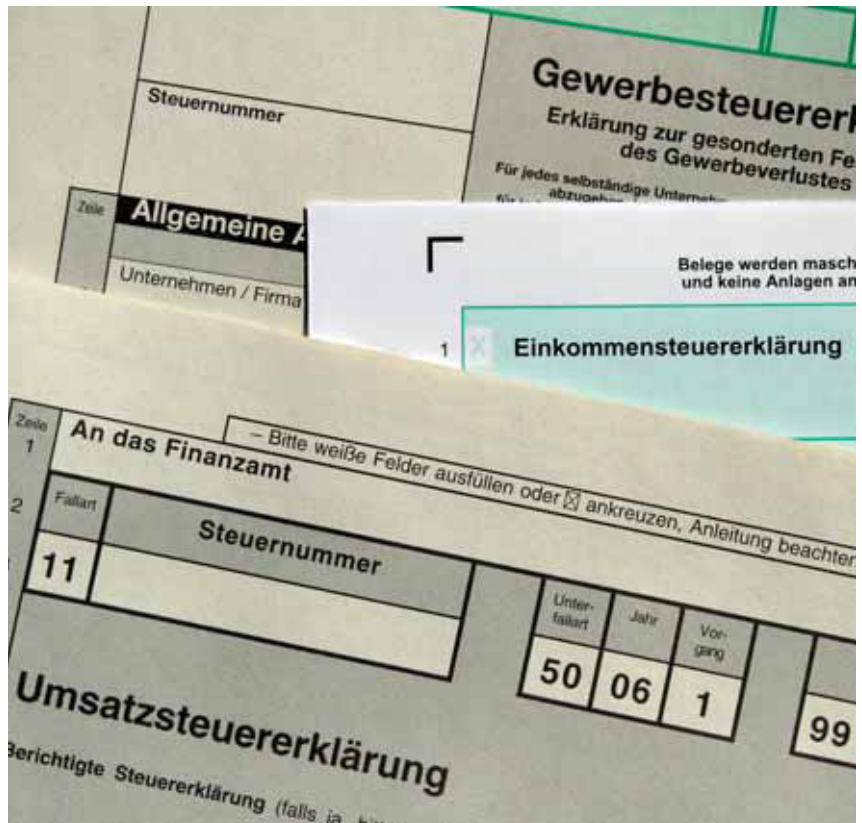 Steuernummer
Gewerbesteuererk
Erklärung zur gesonderten Fe
des Gewerbeverlustes
Für jedes selbständige Unterneh
abzugeben
Zeile
Allgemeine A
Unternehmen / Firma
Belege werden masch
und keine Anlagen an
1 X Einkommensteuererklärung
Zeile
1 An das Finanzamt
– Bitte weiße Felder ausfüllen oder ☒ ankreuzen, Anleitung beachten
2 Fallart Steuernummer
11
Unter-
fallart
Jahr
Vor-
gang
50 06 1 99
Umsatzsteuererklärung
Berichtigte Steuererklärung (falls ja,